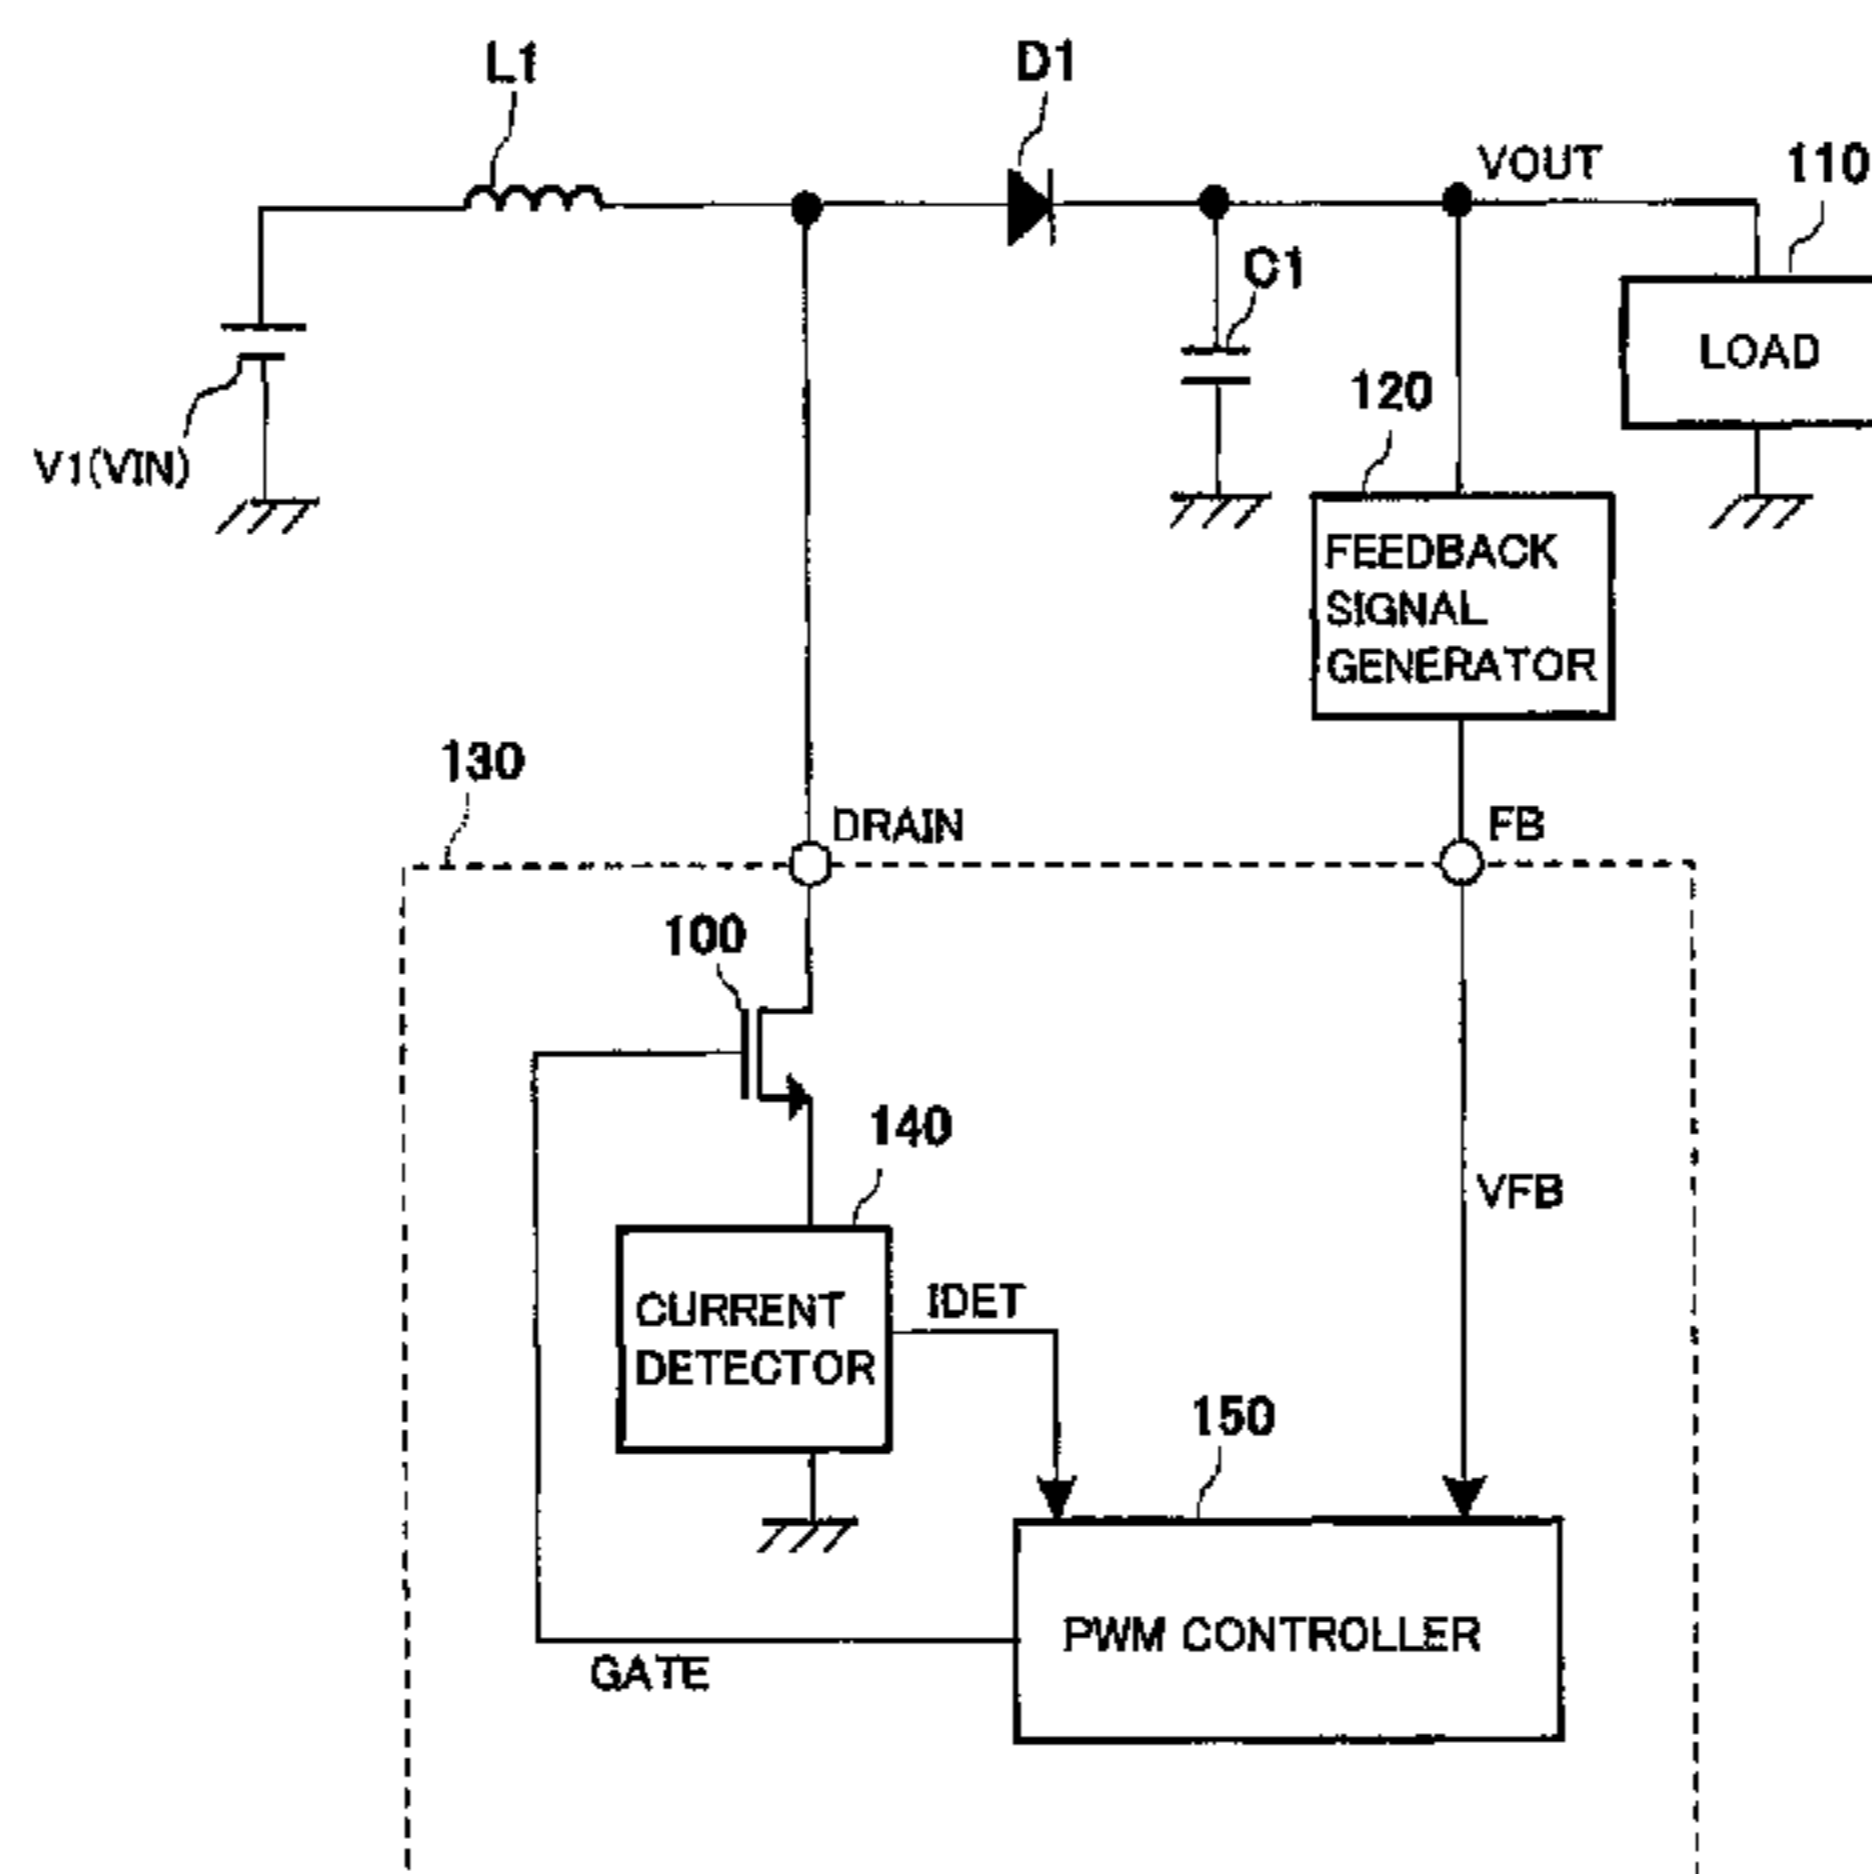 L1
D1
VOUT
110
C1
LOAD
120
V1(VIN)
FEEDBACK
SIGNAL
GENERATOR
130
DRAIN
FB
100
140
VFB
IDET
CURRENT
DETECTOR
150
PWM CONTROLLER
GATE